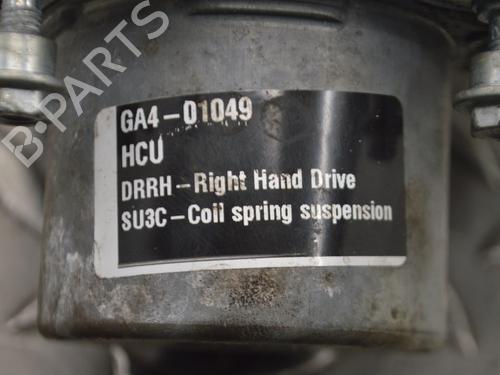 B-PARTS
GA4-01049
HCU
DRRH-Right Hand Drive
SU3C-Coil spring suspension